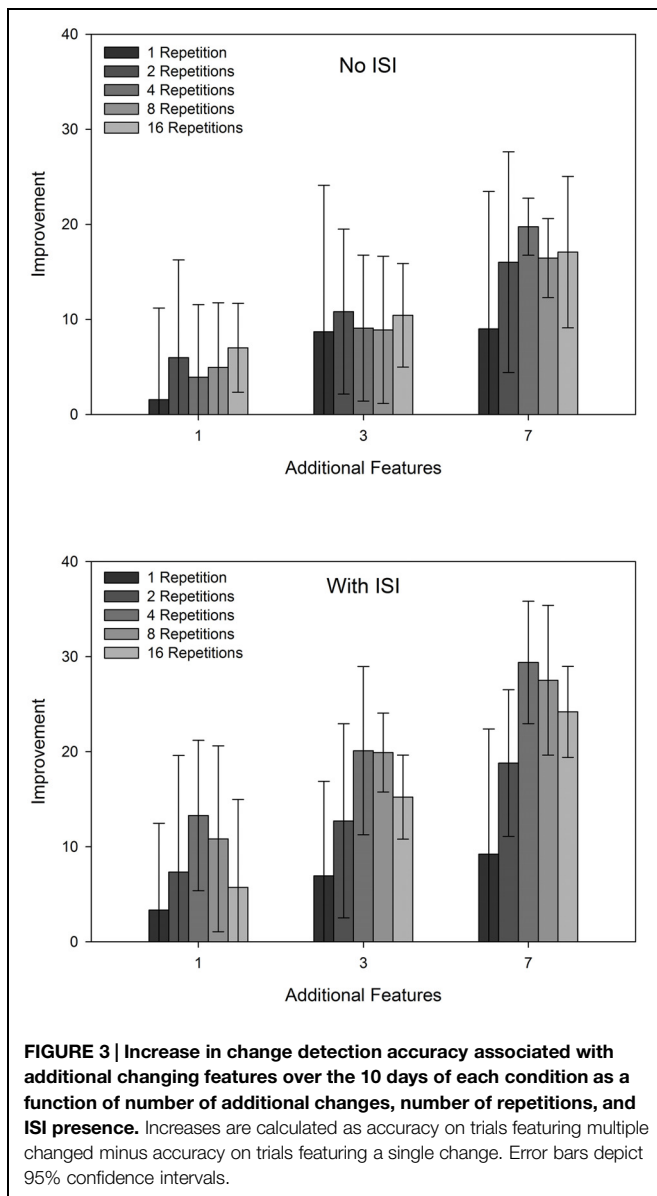 40
30
20
10
0
Improvement
No ISI
1 Repetition
2 Repetitions
4 Repetitions
8 Repetitions
16 Repetitions
1 3 7
Additional Features
40
30
20
10
0
Improvement
With ISI
1 Repetition
2 Repetitions
4 Repetitions
8 Repetitions
16 Repetitions
1 3 7
Additional Features
FIGURE 3 | Increase in change detection accuracy associated with
additional changing features over the 10 days of each condition as a
function of number of additional changes, number of repetitions, and
ISI presence. Increases are calculated as accuracy on trials featuring multiple
changed minus accuracy on trials featuring a single change. Error bars depict
95% confidence intervals.